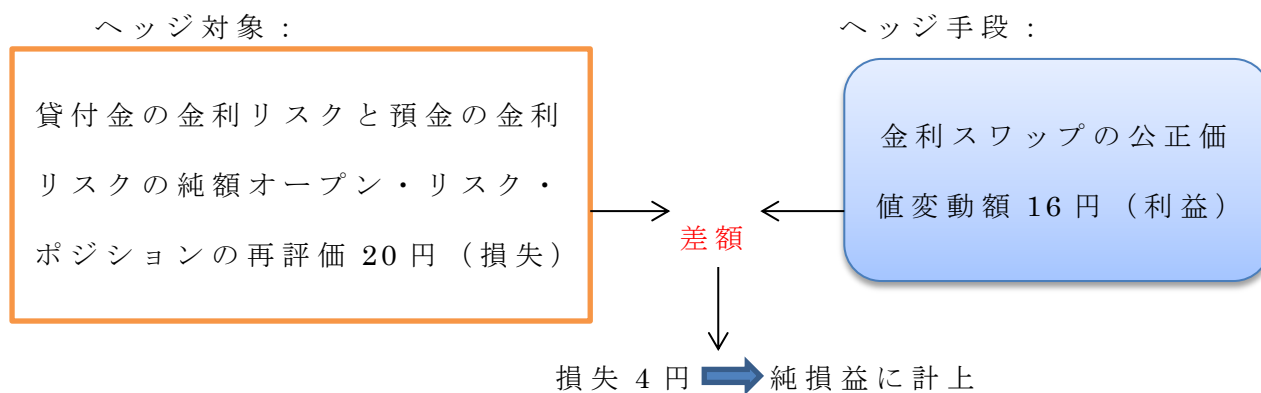 ヘッジ対象：
ヘッジ手段：
貸付金の金利リスクと預金の金利
リスクの純額オープン・リスク・
ポジションの再評価 20 円（損失）
金利スワップの公正価
値変動額 16 円（利益）
差額
損失 4 円
純損益に計上